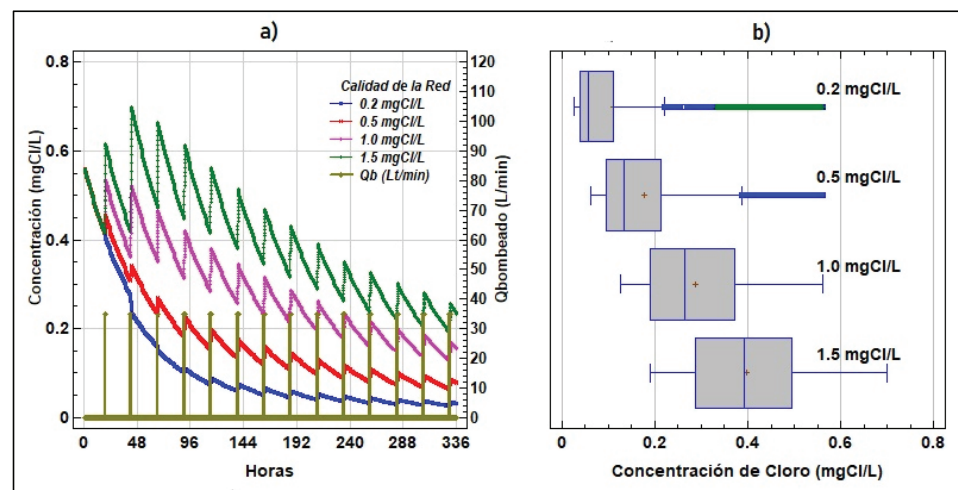 a)
0.8
0.6
0.4
0.2
0
Concentración (mgCl/L)
Calidad de la Red
0.2 mgCl/L
0.5 mgCl/L
1.0 mgCl/L
1.5 mgCl/L
Qb (Lt/min)
120
110
100
90
80
70
60
50
40
30
20
10
0
Qbombeado (L/min)
0 48 96 144 192 240 288 336
Horas
b)
0.2 mgCl/L
0.5 mgCl/L
1.0 mgCl/L
1.5 mgCl/L
0 0.2 0.4 0.6 0.8
Concentración de Cloro (mgCl/L)